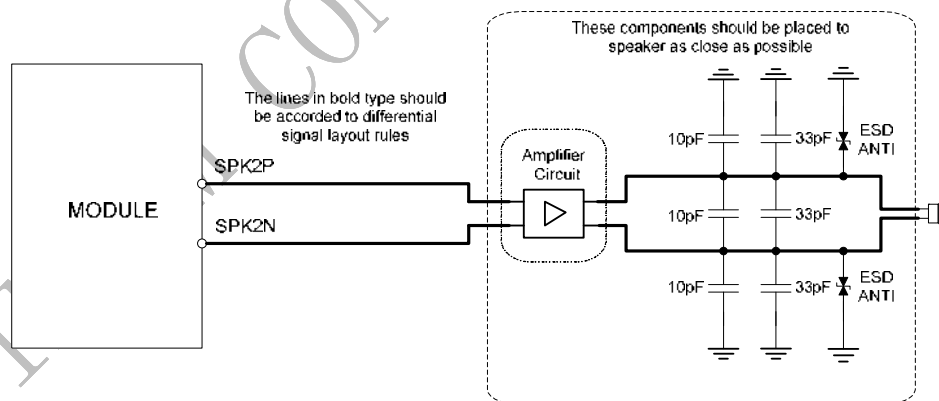 These components should be placed to
speaker as close as possible
The lines in bold type should
be accorded to differential
signal layout rules
SPK2P
MODULE
SPK2N
Amplifier
Circuit
10pF
33pF
ESD
ANTI
10pF
33pF
10pF
33pF
ESD
ANTI